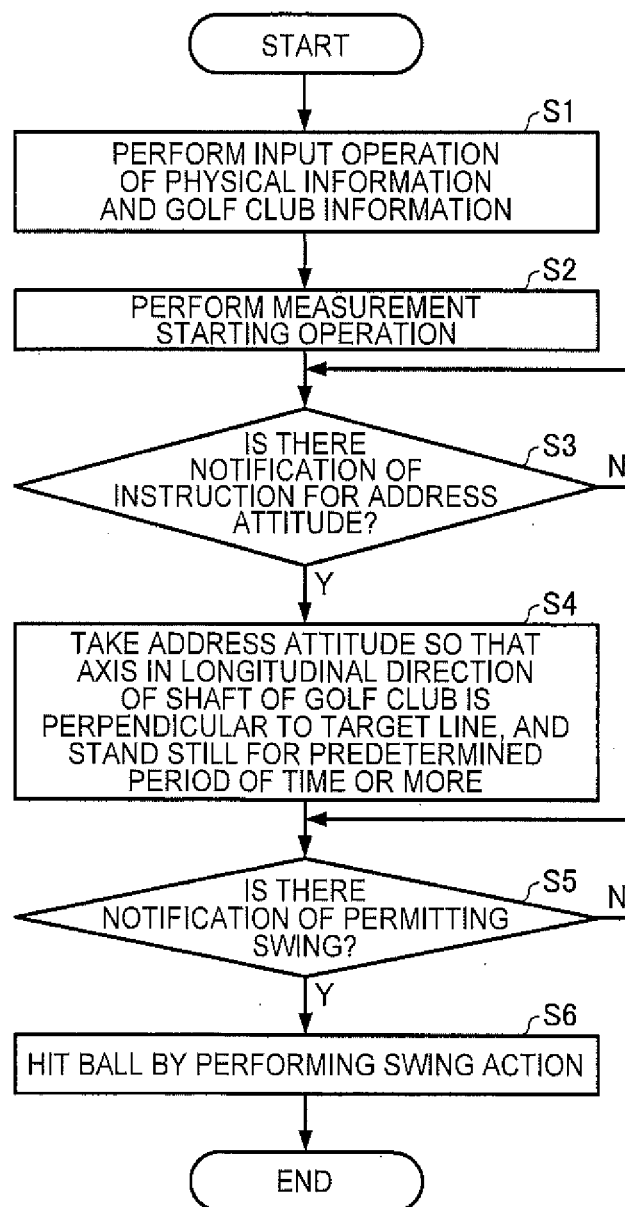 START
S1
PERFORM INPUT OPERATION
OF PHYSICAL INFORMATION
AND GOLF CLUB INFORMATION
S2
PERFORM MEASUREMENT
STARTING OPERATION
S3
IS THERE
NOTIFICATION OF
INSTRUCTION FOR ADDRESS
ATTITUDE?
N
Y
S4
TAKE ADDRESS ATTITUDE SO THAT
AXIS IN LONGITUDINAL DIRECTION
OF SHAFT OF GOLF CLUB IS
PERPENDICULAR TO TARGET LINE, AND
STAND STILL FOR PREDETERMINED
PERIOD OF TIME OR MORE
S5
IS THERE
NOTIFICATION OF PERMITTING
SWING?
N
Y
S6
HIT BALL BY PERFORMING SWING ACTION
END